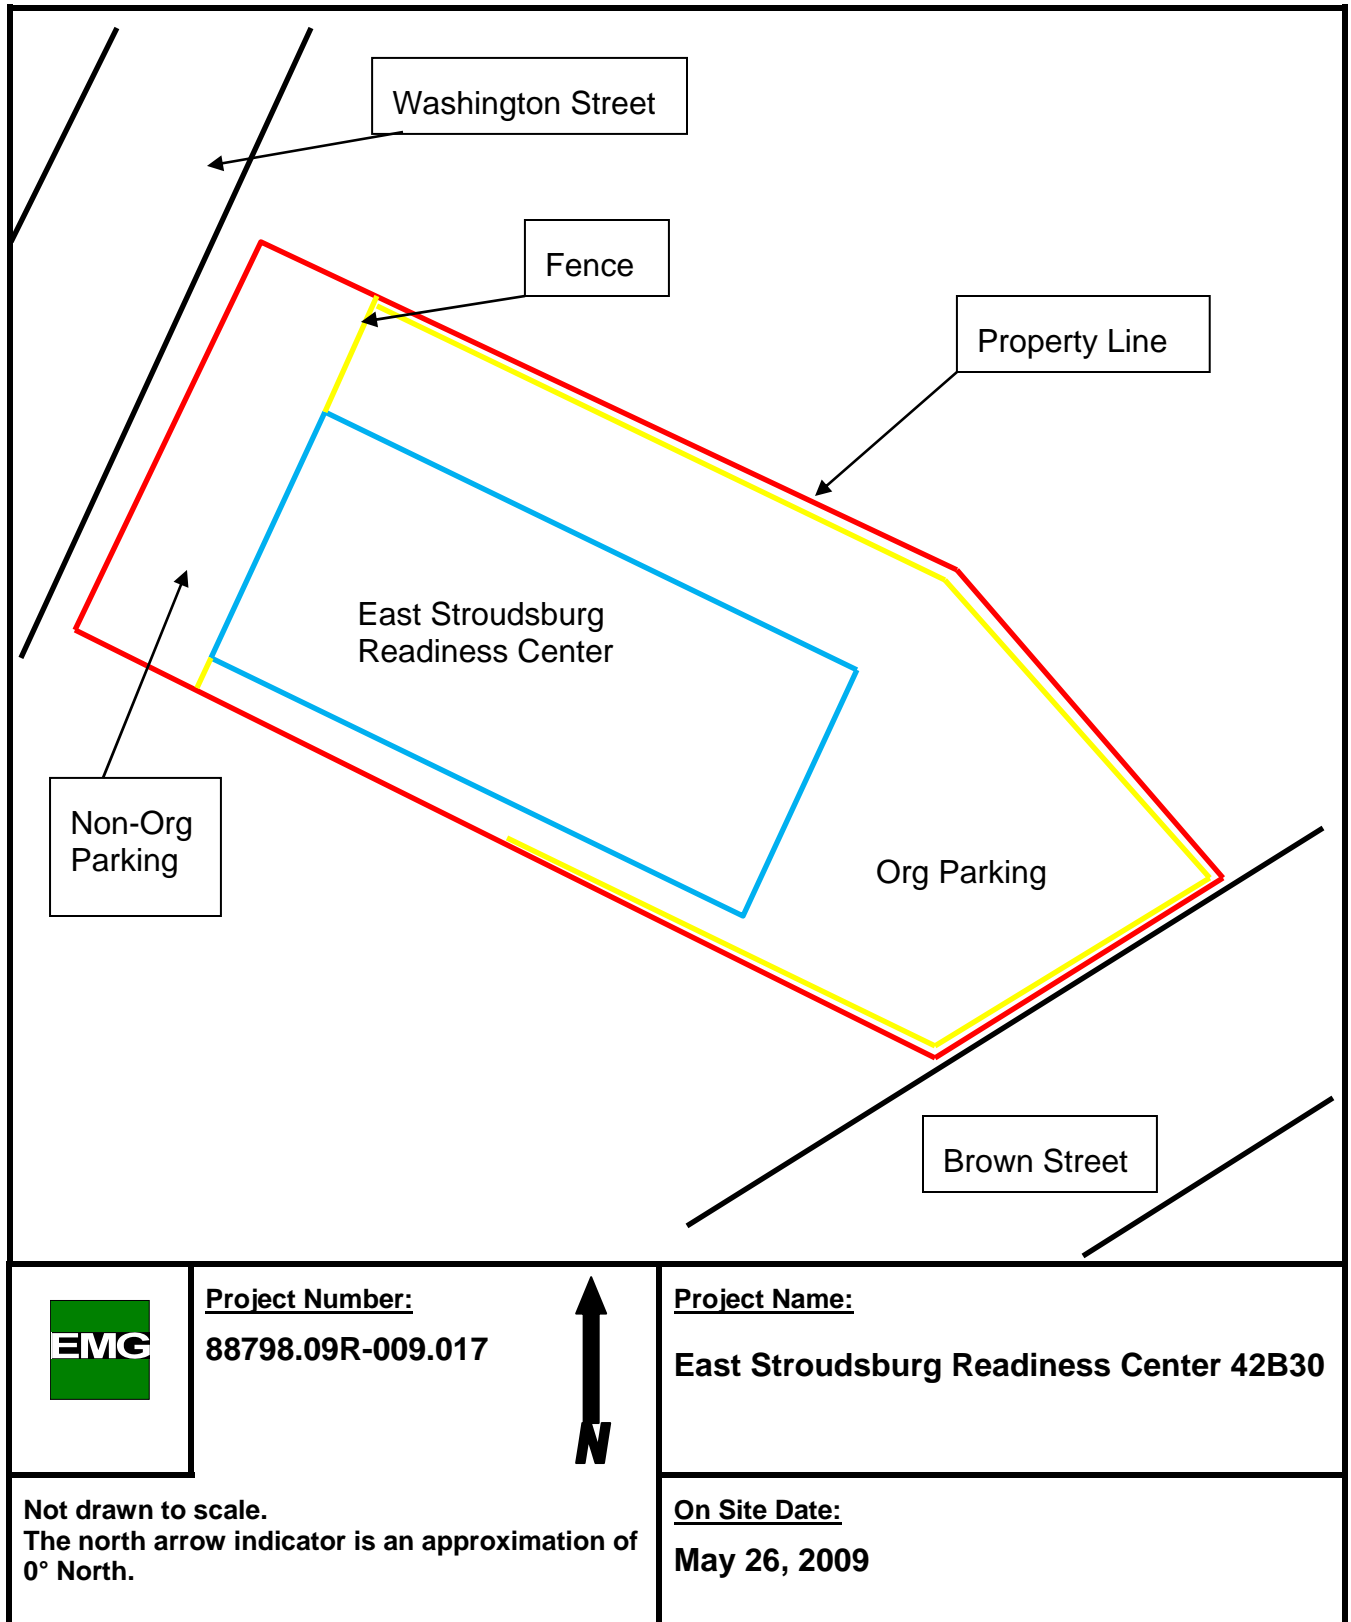 Washington Street
Fence
Property Line
East Stroudsburg
Readiness Center
Non-Org
Parking
Org Parking
Brown Street
EMG
Project Number:
88798.09R-009.017
N
Project Name:
East Stroudsburg Readiness Center 42B30
Not drawn to scale.
The north arrow indicator is an approximation of
0° North.
On Site Date:
May 26, 2009